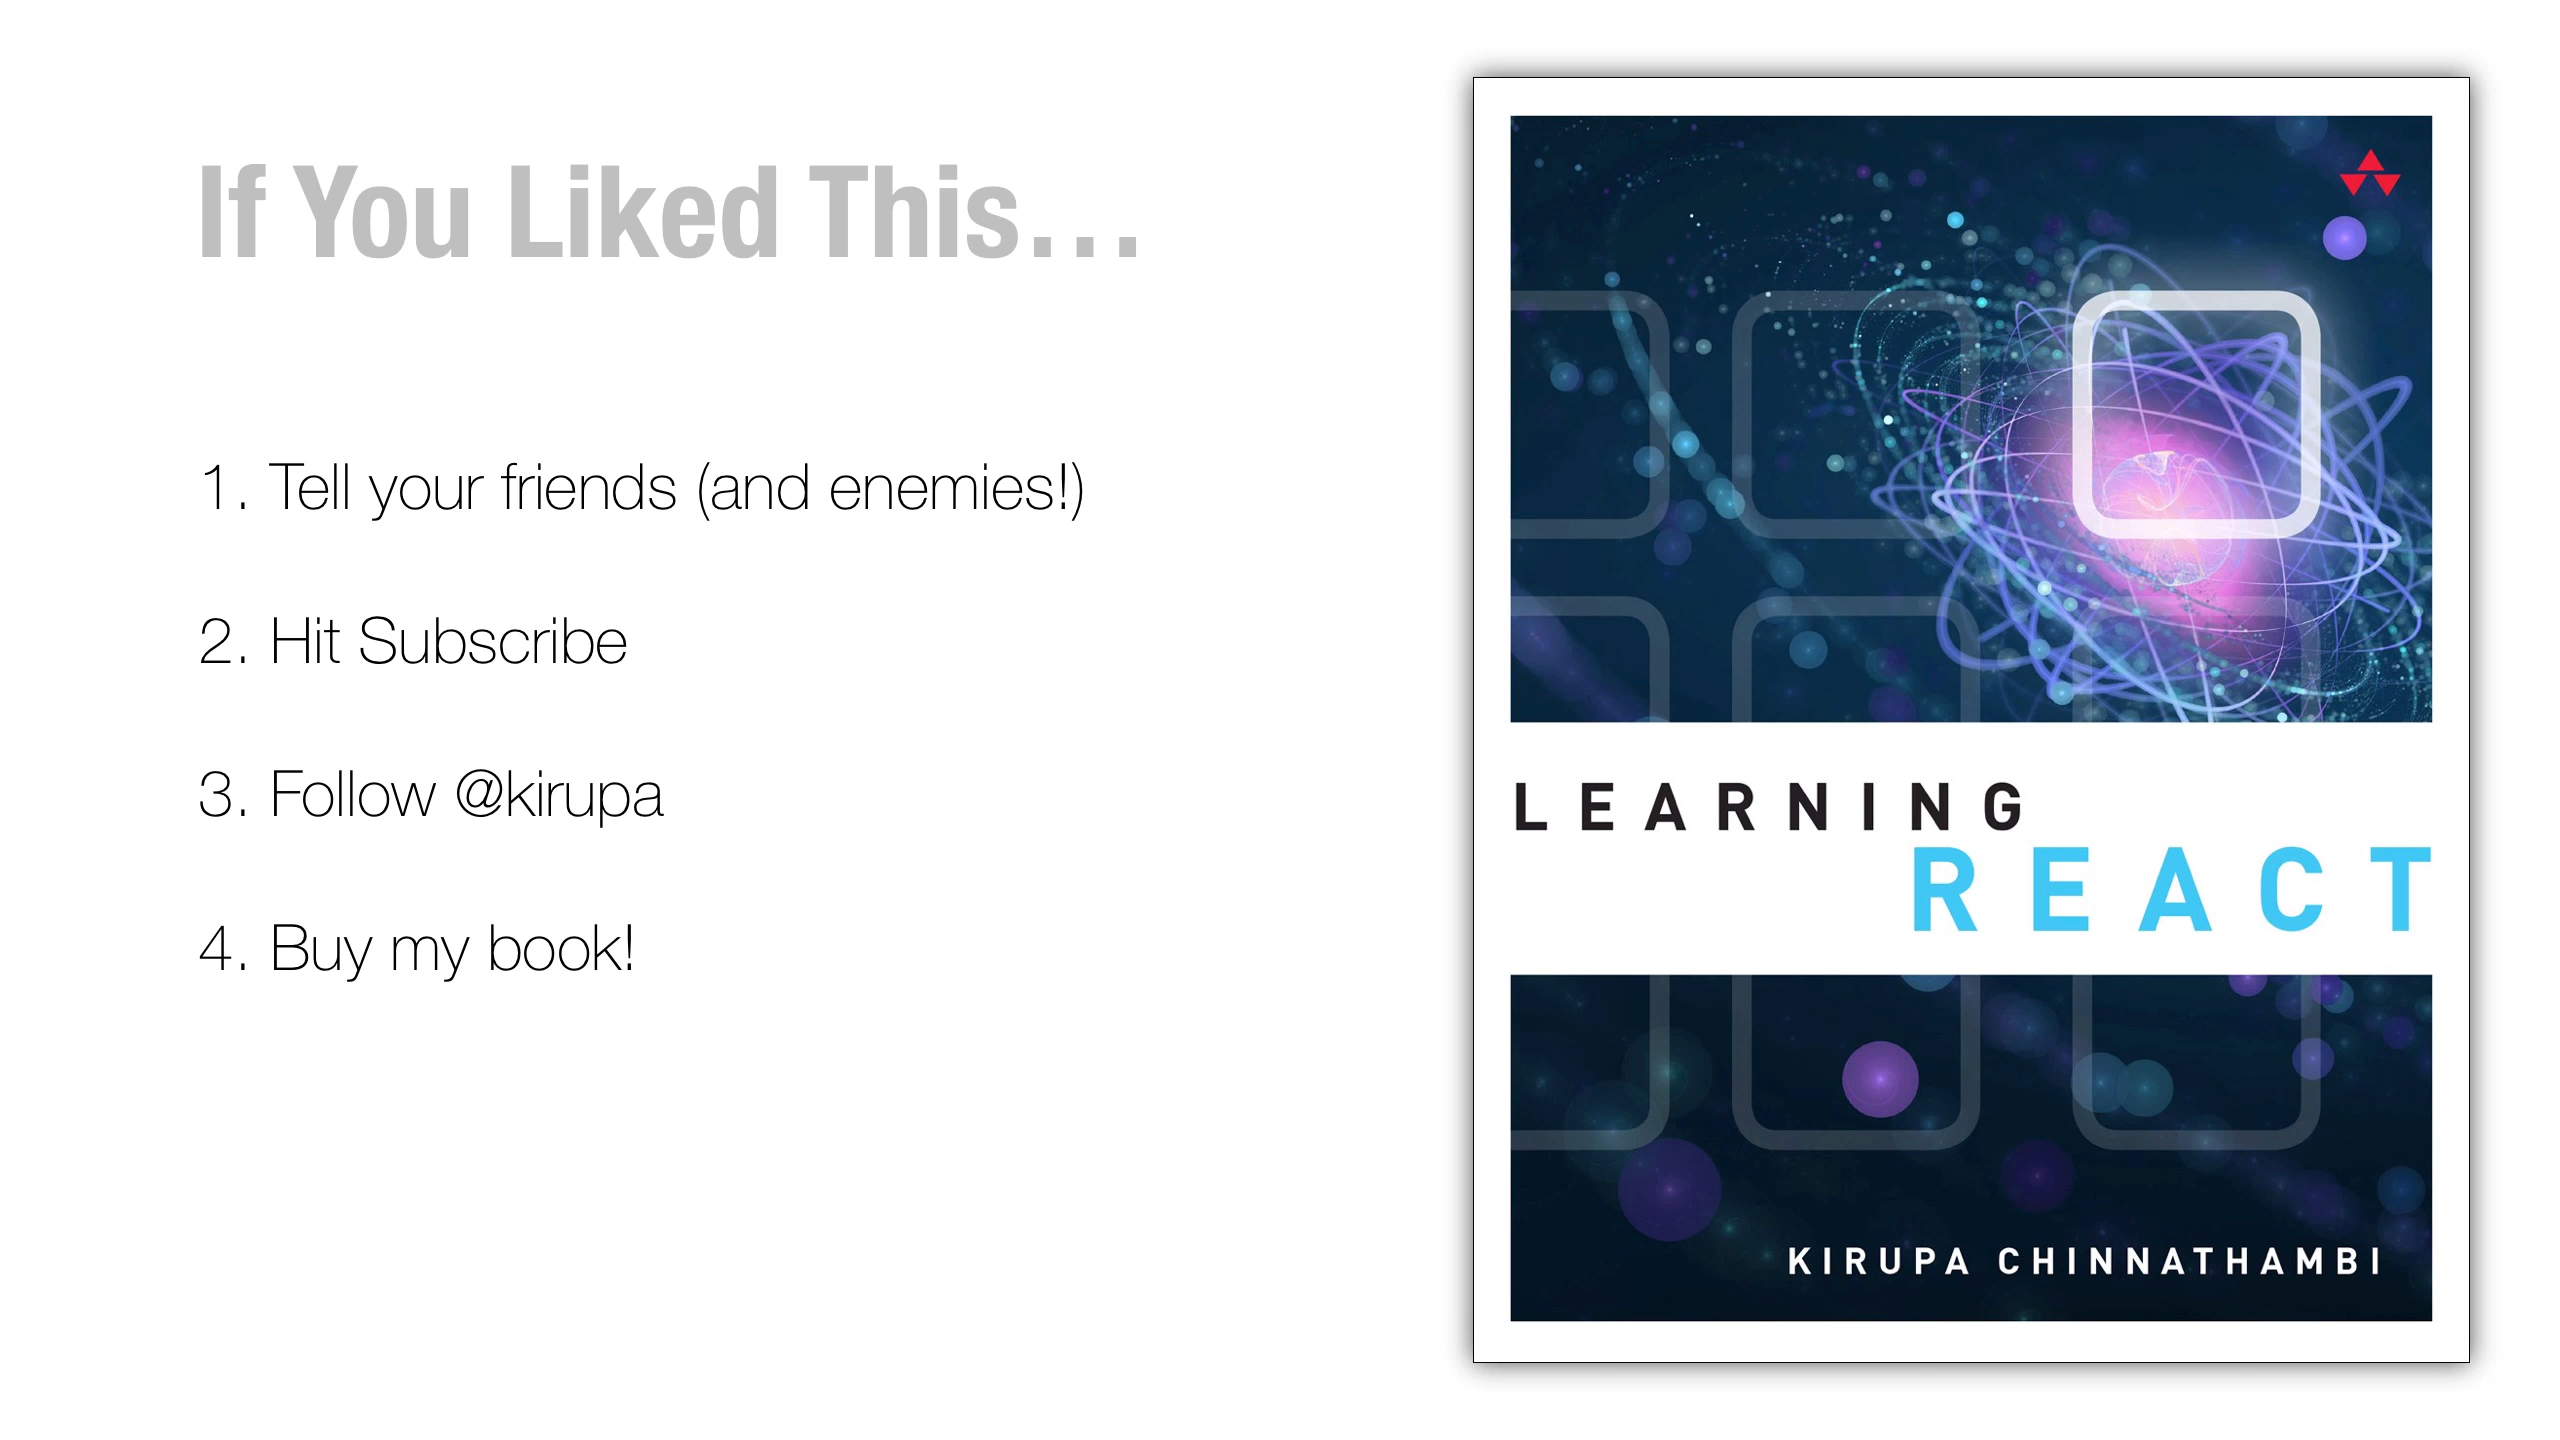 If You Liked This…
1. Tell your friends (and enemies!)
2. Hit Subscribe
3. Follow @kirupa
4. Buy my book!
LEARNING
REACT
KIRUPA CHINNATHAMBI